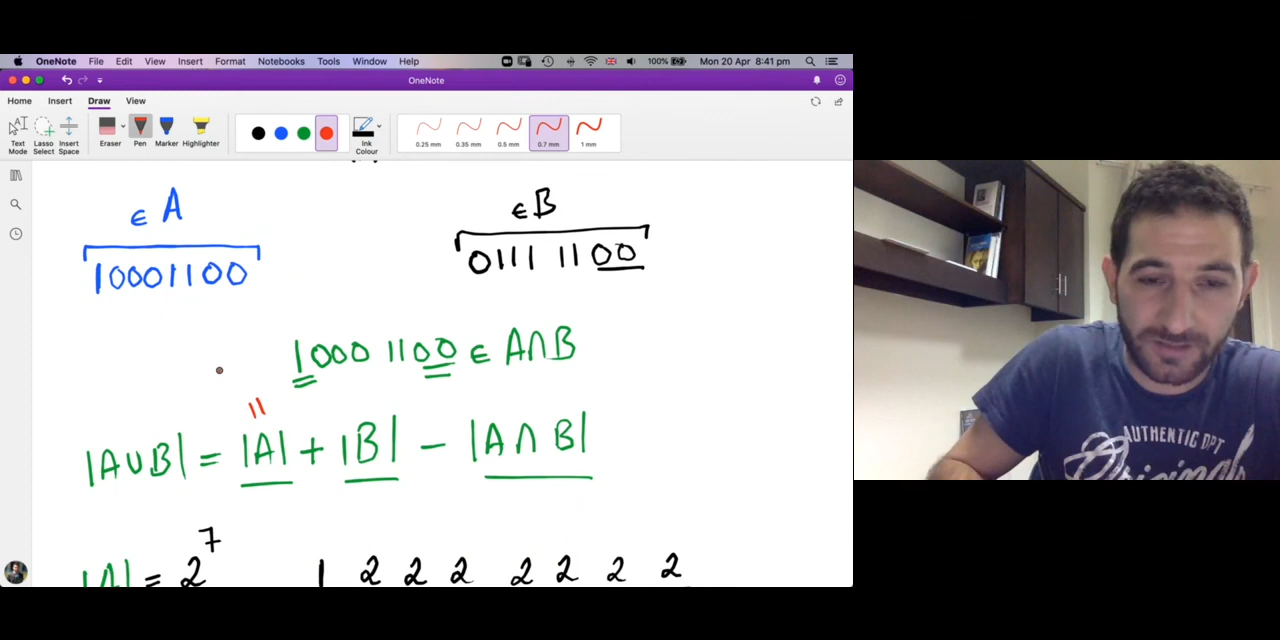 OneNote File Edit View Insert Format Notebooks Tools Window Help 100% Mon 20 Apr 8:41 pm
OneNote
Home Insert Draw View
Text Mode Lasso Select Insert Space Eraser Pen Marker Highlighter Ink Colour 0.25 mm 0.35 mm 0.5 mm 0.7 mm 1 mm
∈ A ∈ B
10001100 0111 1100
1000 1100 ∈ A∩B
||
|A∪B| = |A| + |B| - |A∩B|
|A| = 2^7 1 2 2 2 2 2 2 2
AUTHENTIC DPT
Original